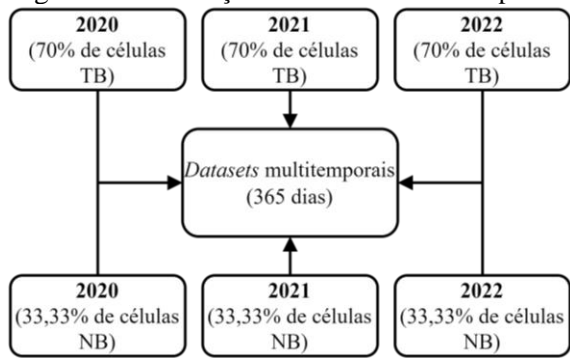 2020
(70% de células
TB)
2021
(70% de células
TB)
2022
(70% de células
TB)
Datasets multitemporais
(365 dias)
2020
(33,33% de células
NB)
2021
(33,33% de células
NB)
2022
(33,33% de células
NB)